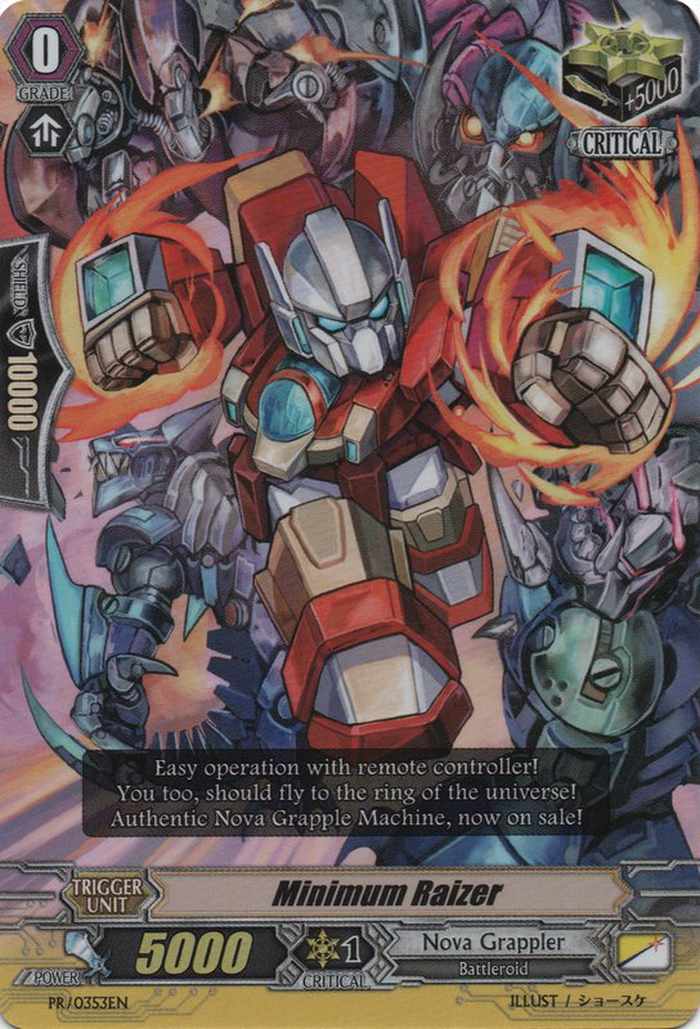 0
GRADE
+5000
CRITICAL
SHIELD
10000
Easy operation with remote controller!
You too, should fly to the ring of the universe!
Authentic Nova Grapple Machine, now on sale!
TRIGGER
UNIT
Minimum Raizer
POWER
5000
1
CRITICAL
Nova Grappler
Battleroid
PR/0353EN
ILLUST / ショースケ